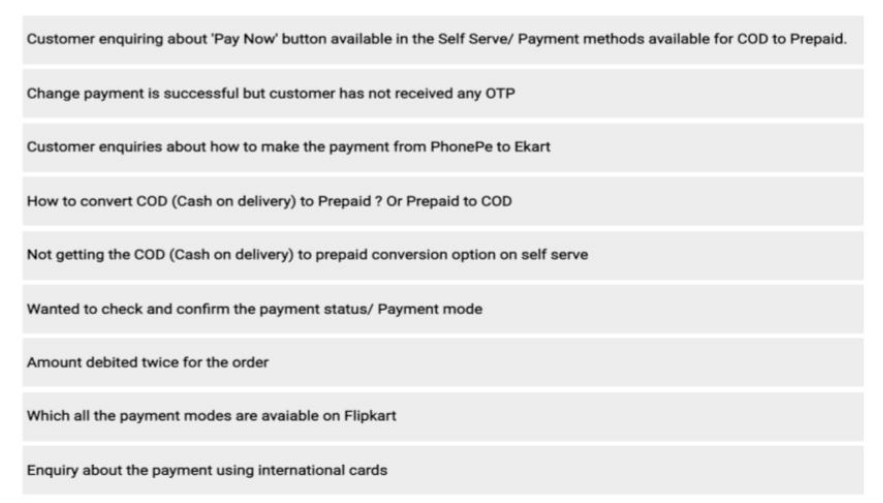 Customer enquiring about 'Pay Now' button available in the Self Serve/ Payment methods available for COD to Prepaid.
Change payment is successful but customer has not received any OTP
Customer enquiries about how to make the payment from PhonePe to Ekart
How to convert COD (Cash on delivery) to Prepaid ? Or Prepaid to COD
Not getting the COD (Cash on delivery) to prepaid conversion option on self serve
Wanted to check and confirm the payment status/ Payment mode
Amount debited twice for the order
Which all the payment modes are avaiable on Flipkart
Enquiry about the payment using international cards